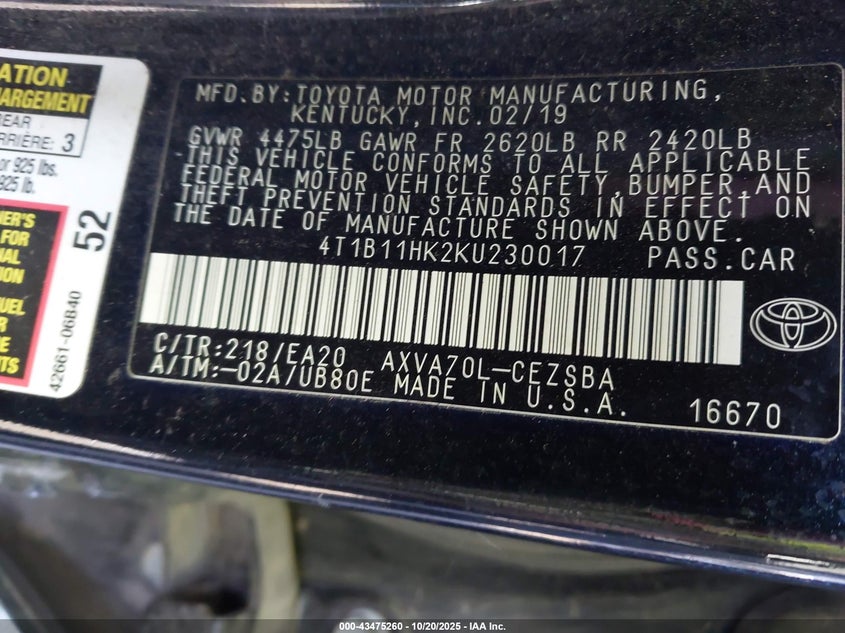 ATION
HARGEMENT
REAR
ARRIÈRE: 3
or 925 lbs.
925 lb.
NER'S
FOR
NAL
ION
UEL
R
E
TS
52
42661-06B40
MFD.BY:TOYOTA MOTOR MANUFACTURING,
KENTUCKY,INC.02/19
GVWR 4475LB GAWR FR 2620LB RR 2420LB
THIS VEHICLE CONFORMS TO ALL APPLICABLE
FEDERAL MOTOR VEHICLE SAFETY,BUMPER,AND
THEFT PREVENTION STANDARDS IN EFFECT ON
THE DATE OF MANUFACTURE SHOWN ABOVE.
4T1B11HK2KU230017 PASS.CAR
C/TR:218/EA20 AXVA70L-CEZSBA
A/TM:-02A/UB80E MADE IN U.S.A. 16670
000-43475260 - 10/20/2025 - IAA Inc.